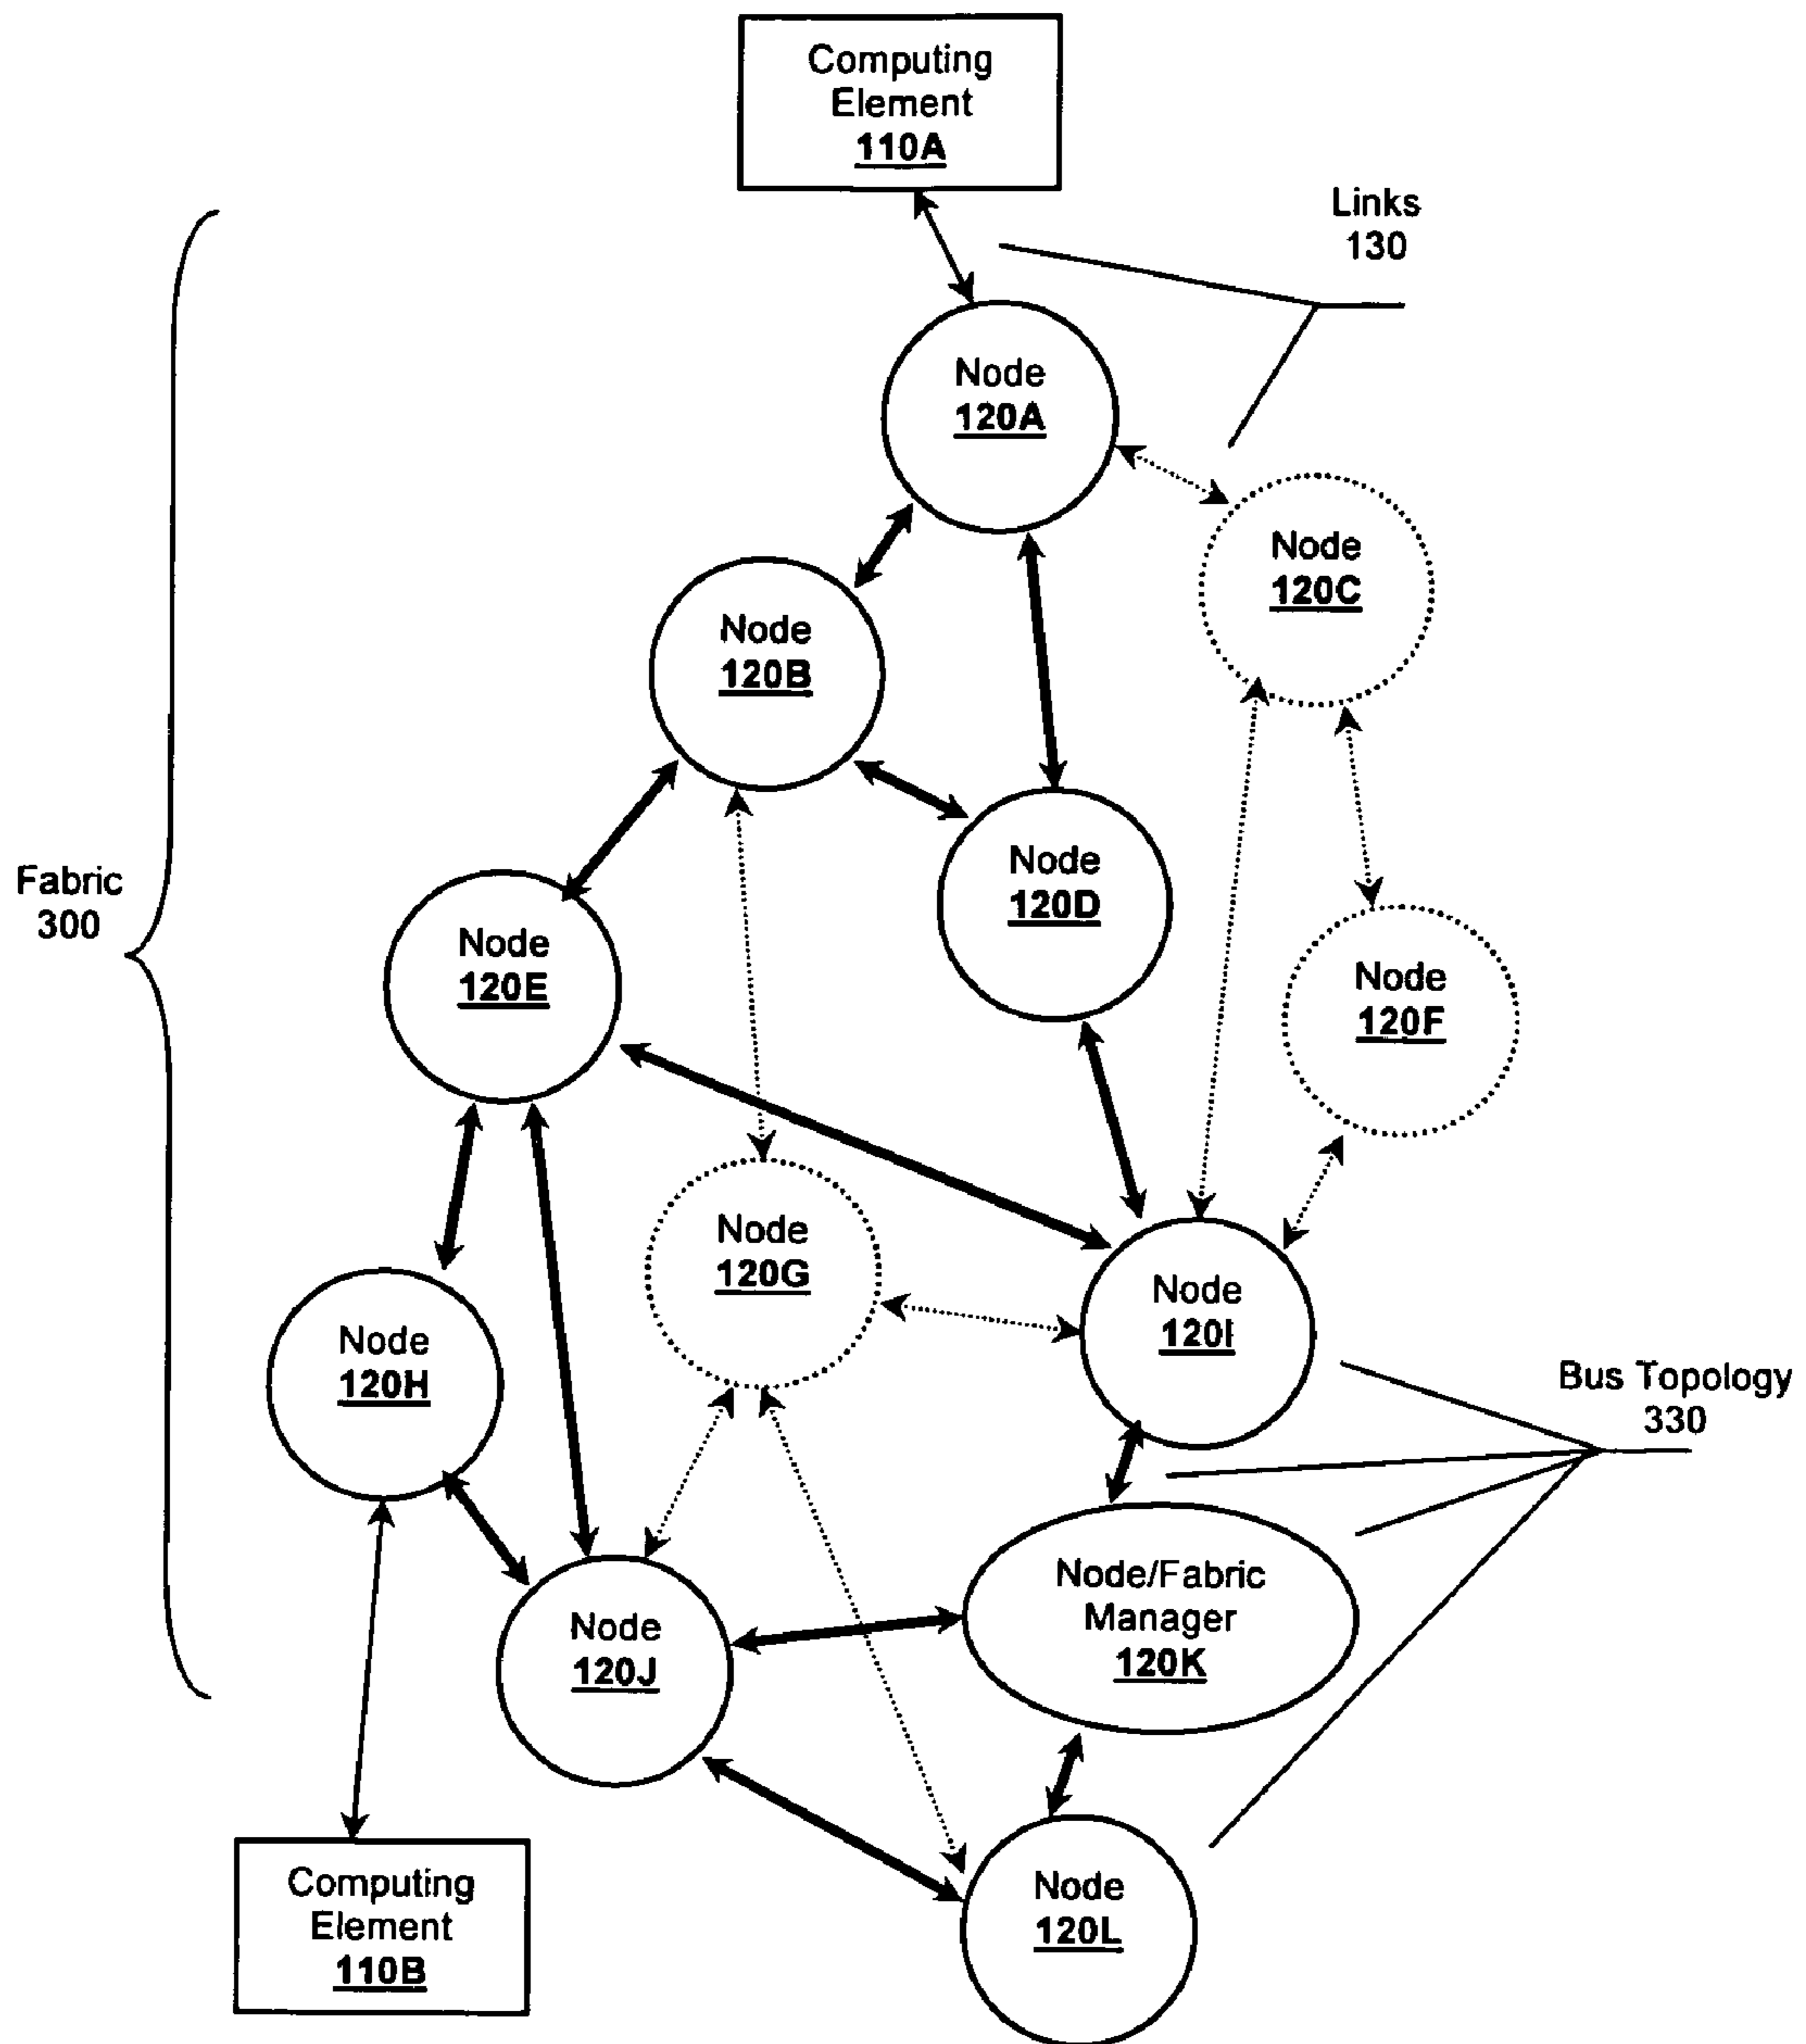 Computing
Element
110A
Links
130
Node
120A
Node
120C
Node
120B
Node
120D
Fabric
300
Node
120E
Node
120F
Node
120G
Node
120I
Node
120H
Bus Topology
330
Node/Fabric
Manager
120K
Node
120J
Computing
Element
110B
Node
120L